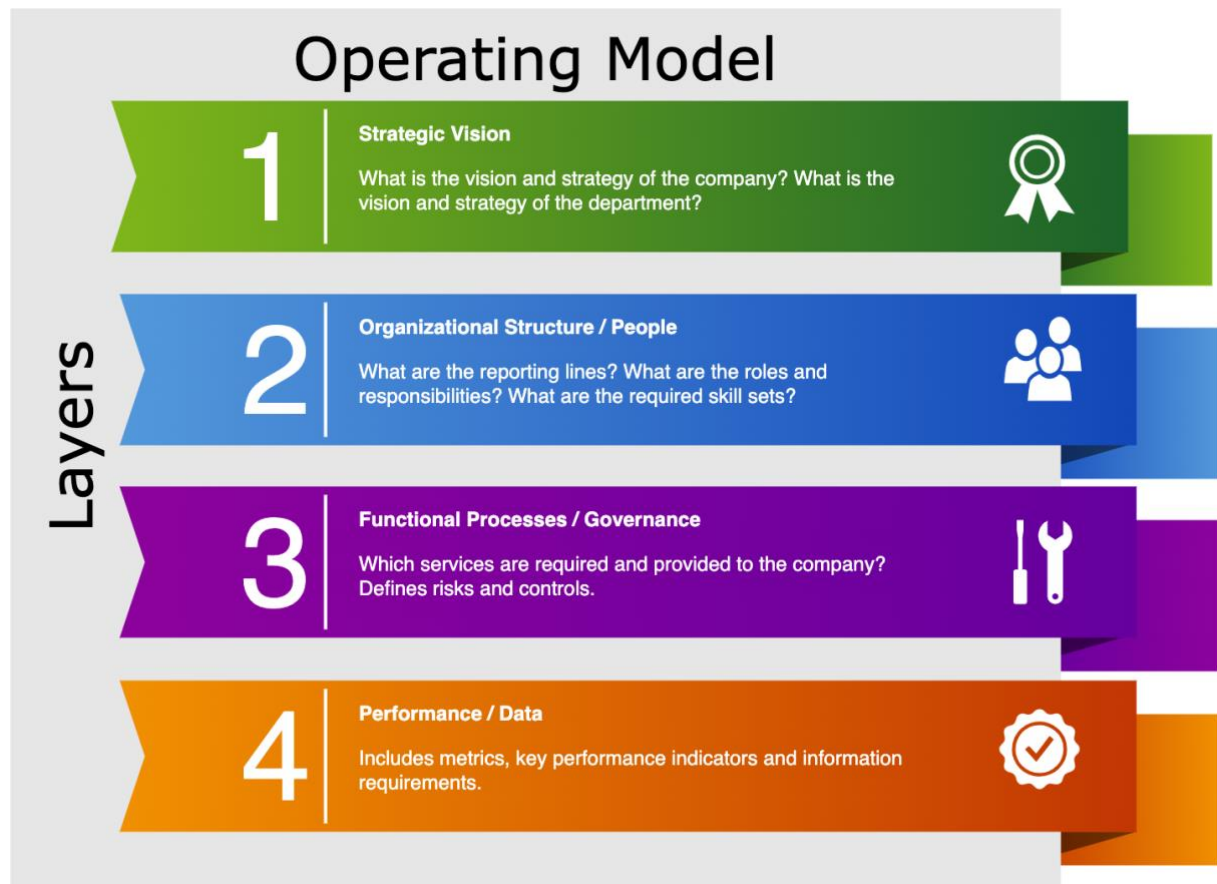 Operating Model
Layers
1
Strategic Vision
What is the vision and strategy of the company? What is the
vision and strategy of the department?
2
Organizational Structure / People
What are the reporting lines? What are the roles and
responsibilities? What are the required skill sets?
3
Functional Processes / Governance
Which services are required and provided to the company?
Defines risks and controls.
4
Performance / Data
Includes metrics, key performance indicators and information
requirements.